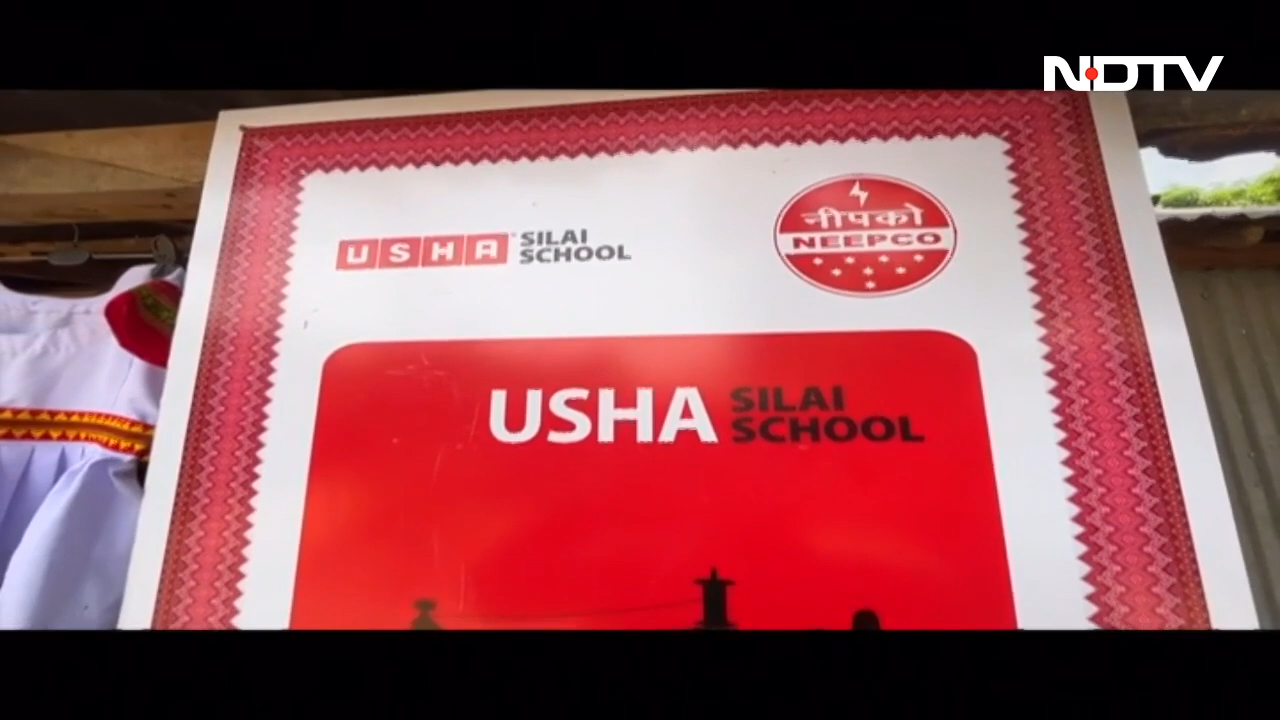 NDTV
USHA SILAI
SCHOOL
नीपको
NEEPCO
USHA SILAI
SCHOOL